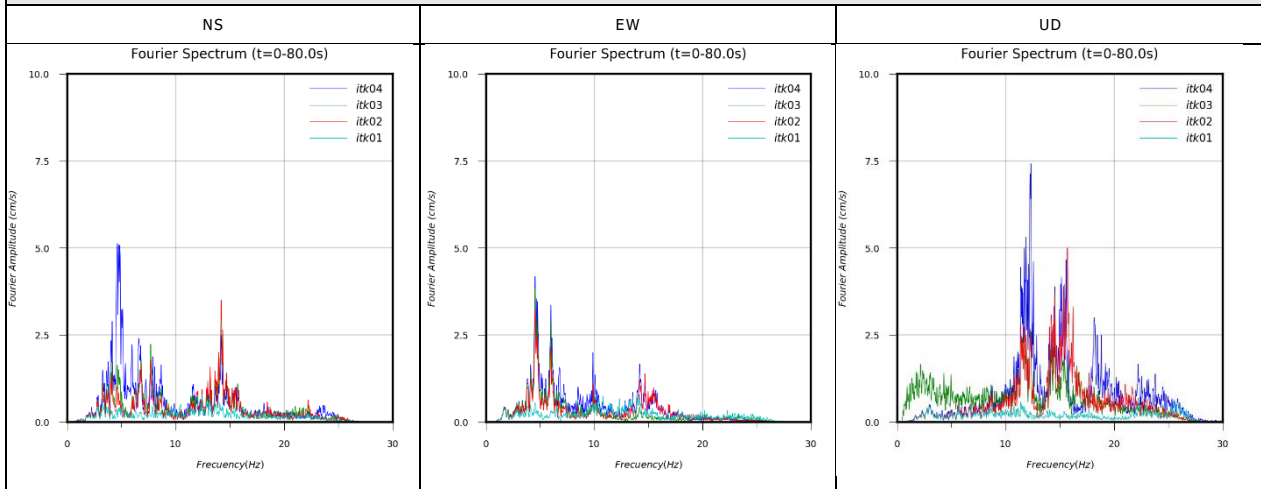 NS
EW
UD
Fourier Spectrum (t=0-80.0s)
Fourier Amplitude (cm/s)
10.0
7.5
5.0
2.5
0.0
itk04
itk03
itk02
itk01
0
10
20
30
Frecuency(Hz)
Fourier Spectrum (t=0-80.0s)
Fourier Amplitude (cm/s)
10.0
7.5
5.0
2.5
0.0
itk04
itk03
itk02
itk01
0
10
20
30
Frecuency(Hz)
Fourier Spectrum (t=0-80.0s)
Fourier Amplitude (cm/s)
10.0
7.5
5.0
2.5
0.0
itk04
itk03
itk02
itk01
0
10
20
30
Frecuency(Hz)